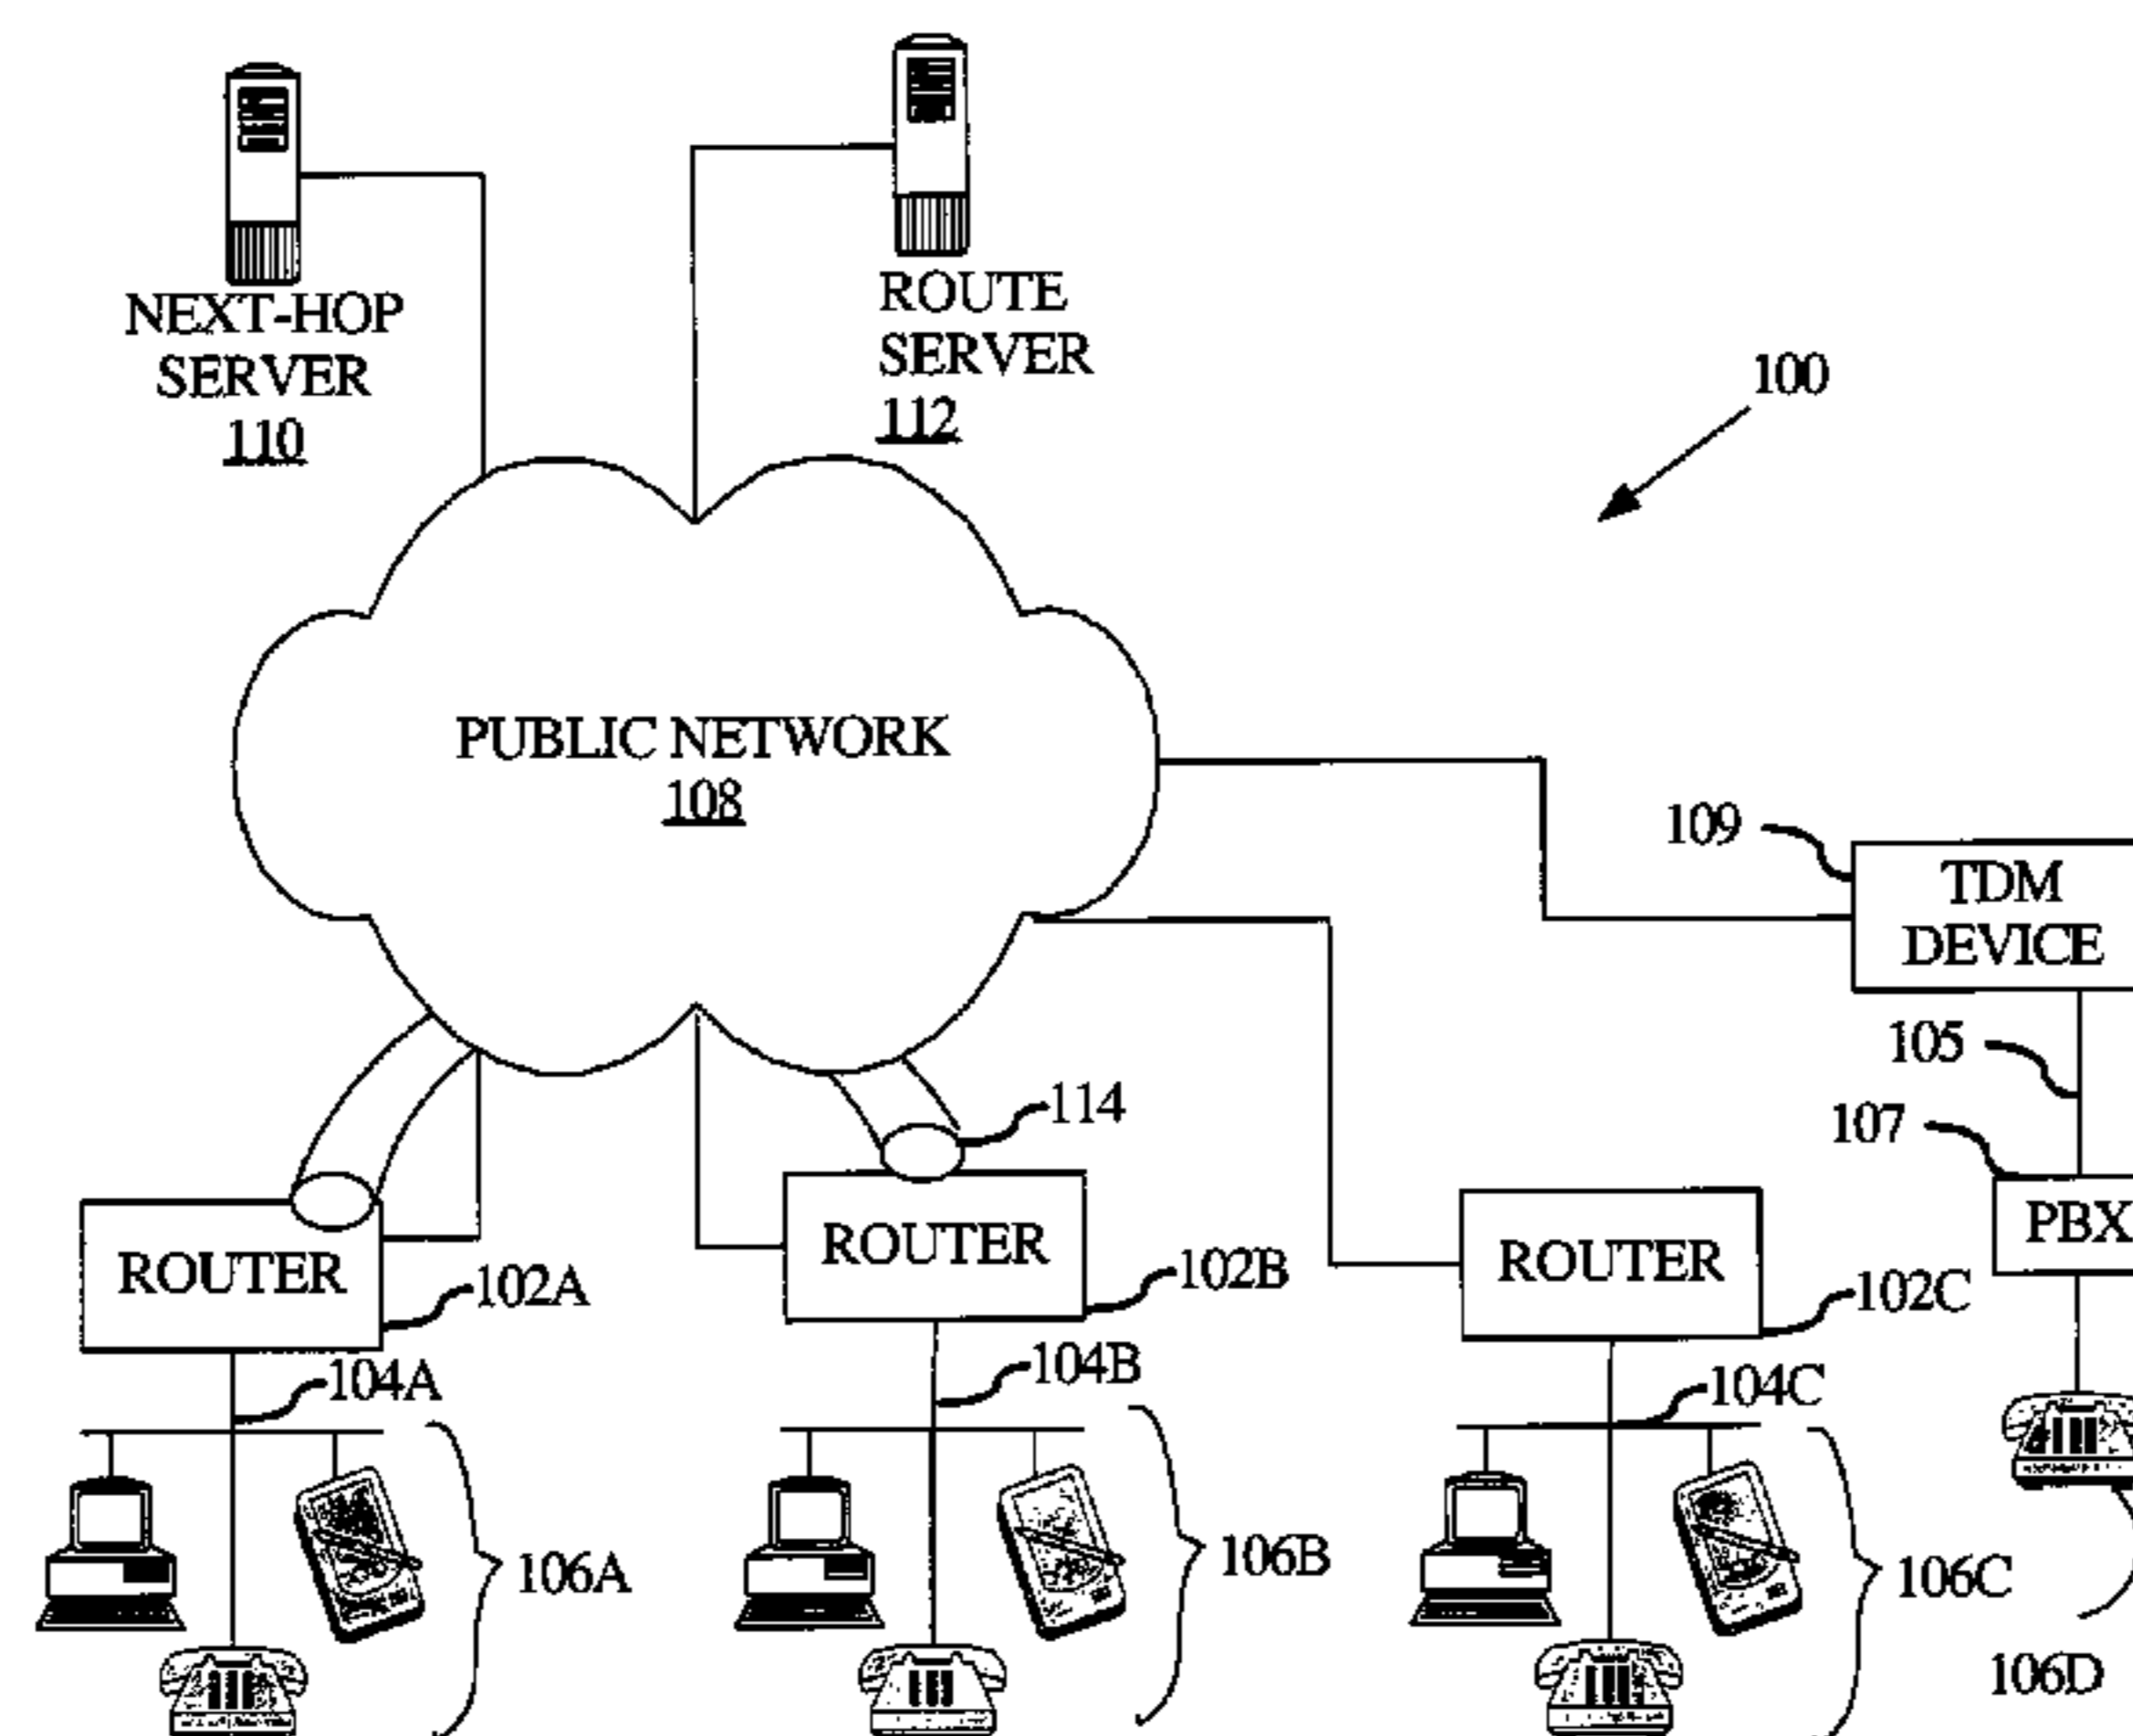 NEXT-HOP
SERVER
110
ROUTE
SERVER
112
100
PUBLIC NETWORK
108
109
TDM
DEVICE
105
114
107
ROUTER
102A
ROUTER
102B
ROUTER
102C
PBX
104A
104B
104C
106A
106B
106C
106D